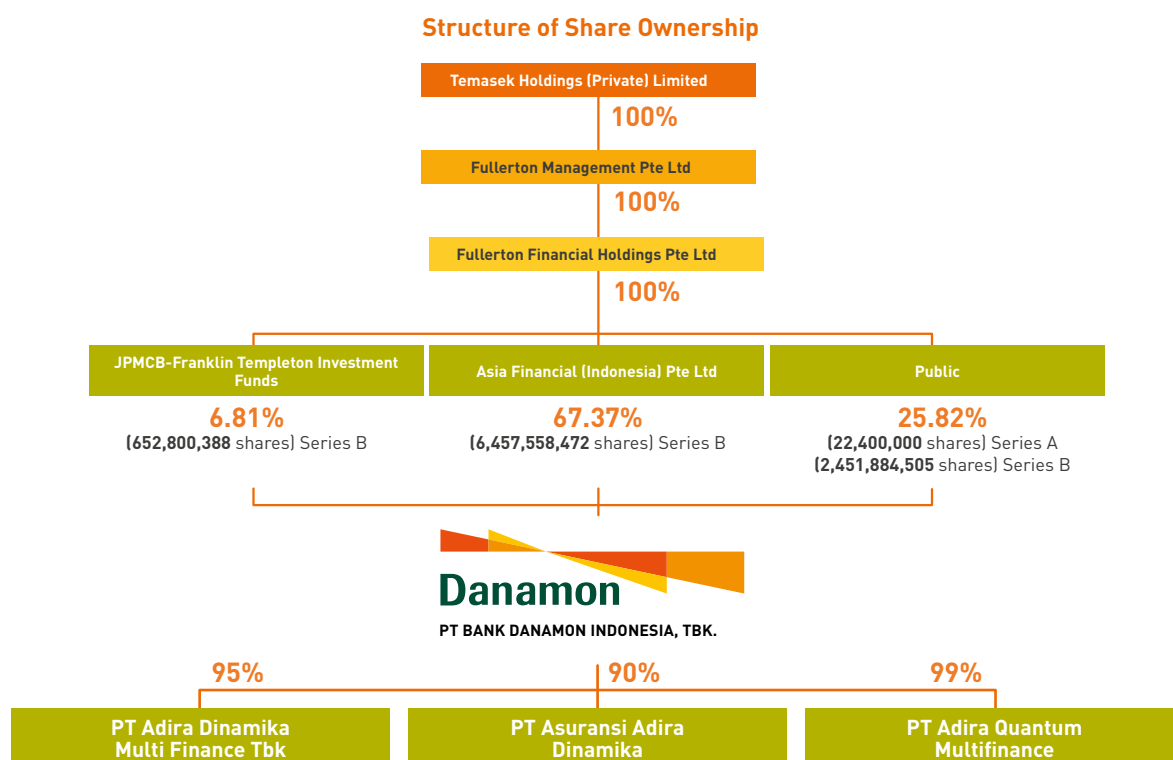 Structure of Share Ownership
Temasek Holdings (Private) Limited
100%
Fullerton Management Pte Ltd
100%
Fullerton Financial Holdings Pte Ltd
100%
JPMCB-Franklin Templeton Investment
Funds
6.81%
(652,800,388 shares) Series B
Asia Financial (Indonesia) Pte Ltd
67.37%
(6,457,558,472 shares) Series B
Public
25.82%
(22,400,000 shares) Series A
(2,451,884,505 shares) Series B
Danamon
PT BANK DANAMON INDONESIA, TBK.
95%
PT Adira Dinamika
Multi Finance Tbk
90%
PT Asuransi Adira
Dinamika
99%
PT Adira Quantum
Multifinance